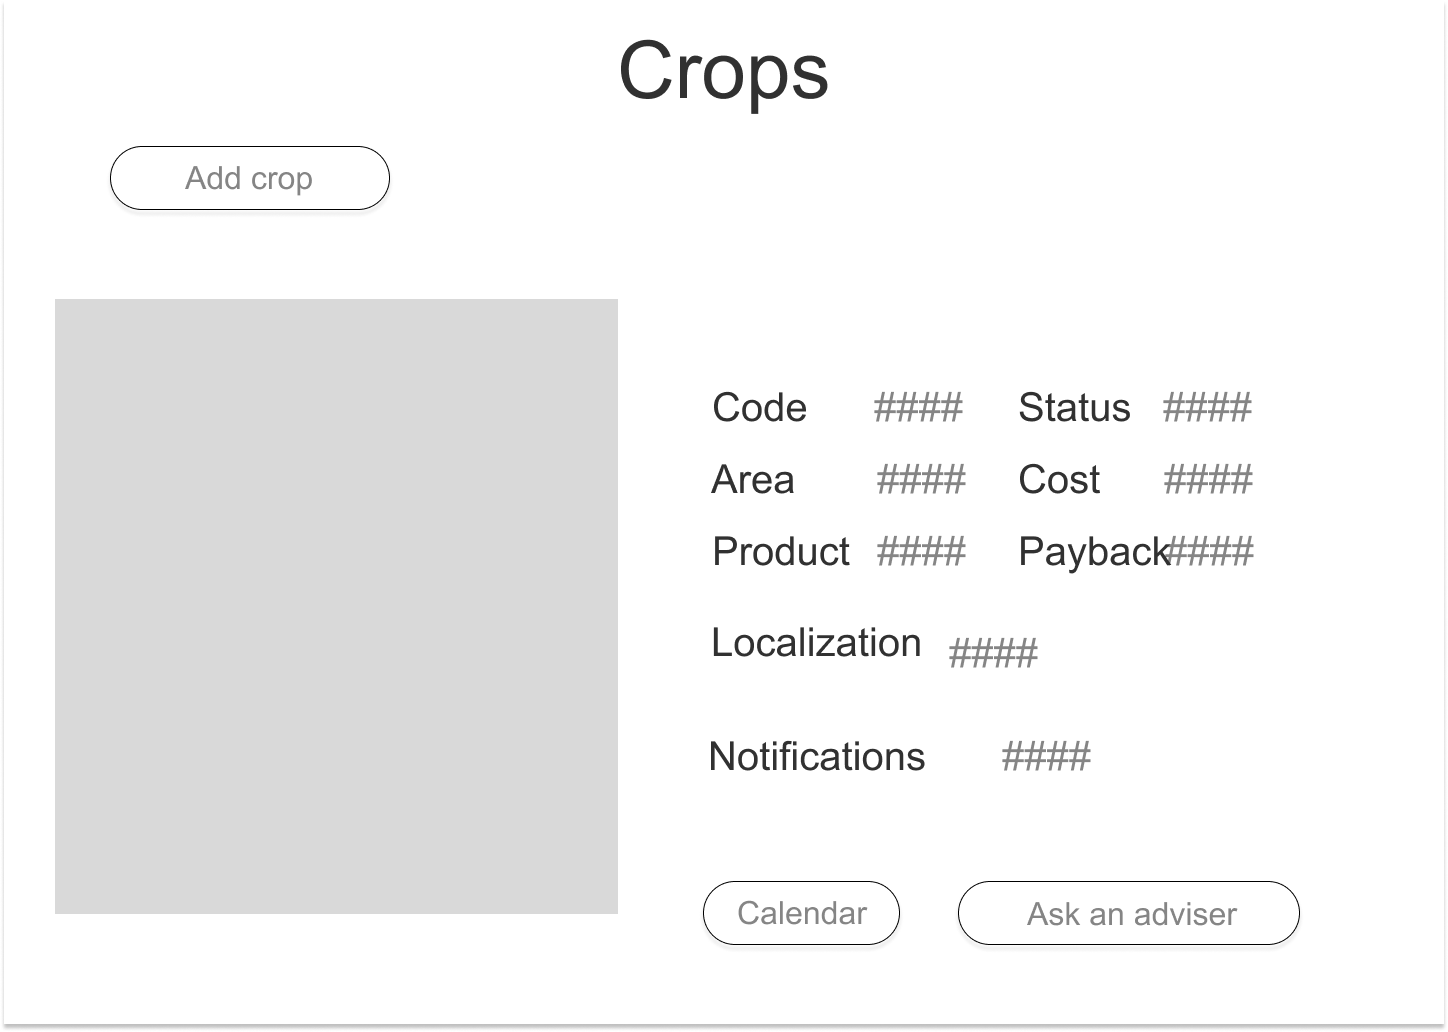 Crops
Add crop
Code #### Status ####
Area #### Cost ####
Product #### Payback ####
Localization ####
Notifications ####
Calendar Ask an adviser